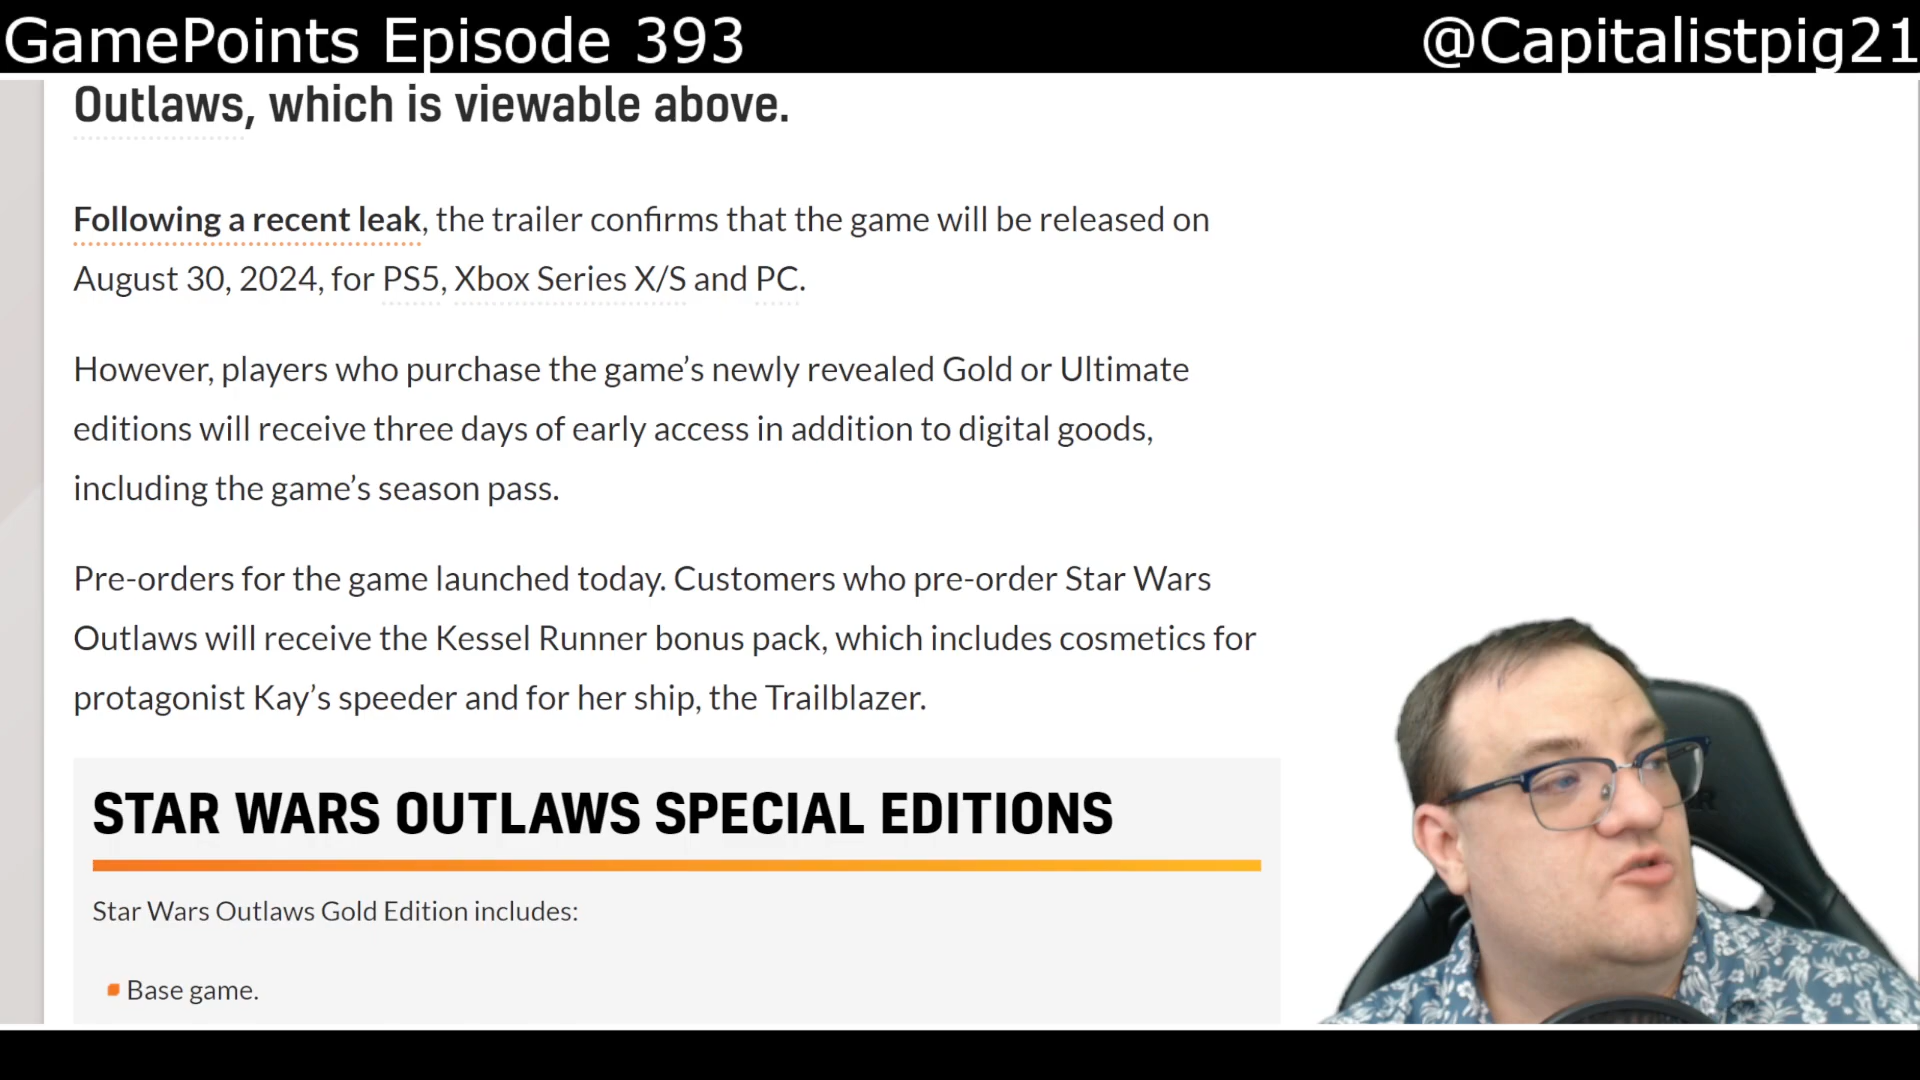 GamePoints Episode 393
@Capitalistpig21
Outlaws, which is viewable above.
Following a recent leak, the trailer confirms that the game will be released on
August 30, 2024, for PS5, Xbox Series X/S and PC.
However, players who purchase the game’s newly revealed Gold or Ultimate
editions will receive three days of early access in addition to digital goods,
including the game’s season pass.
Pre-orders for the game launched today. Customers who pre-order Star Wars
Outlaws will receive the Kessel Runner bonus pack, which includes cosmetics for
protagonist Kay’s speeder and for her ship, the Trailblazer.
STAR WARS OUTLAWS SPECIAL EDITIONS
Star Wars Outlaws Gold Edition includes:
Base game.